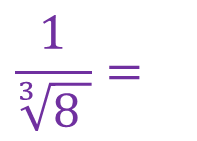 1/∛8 =